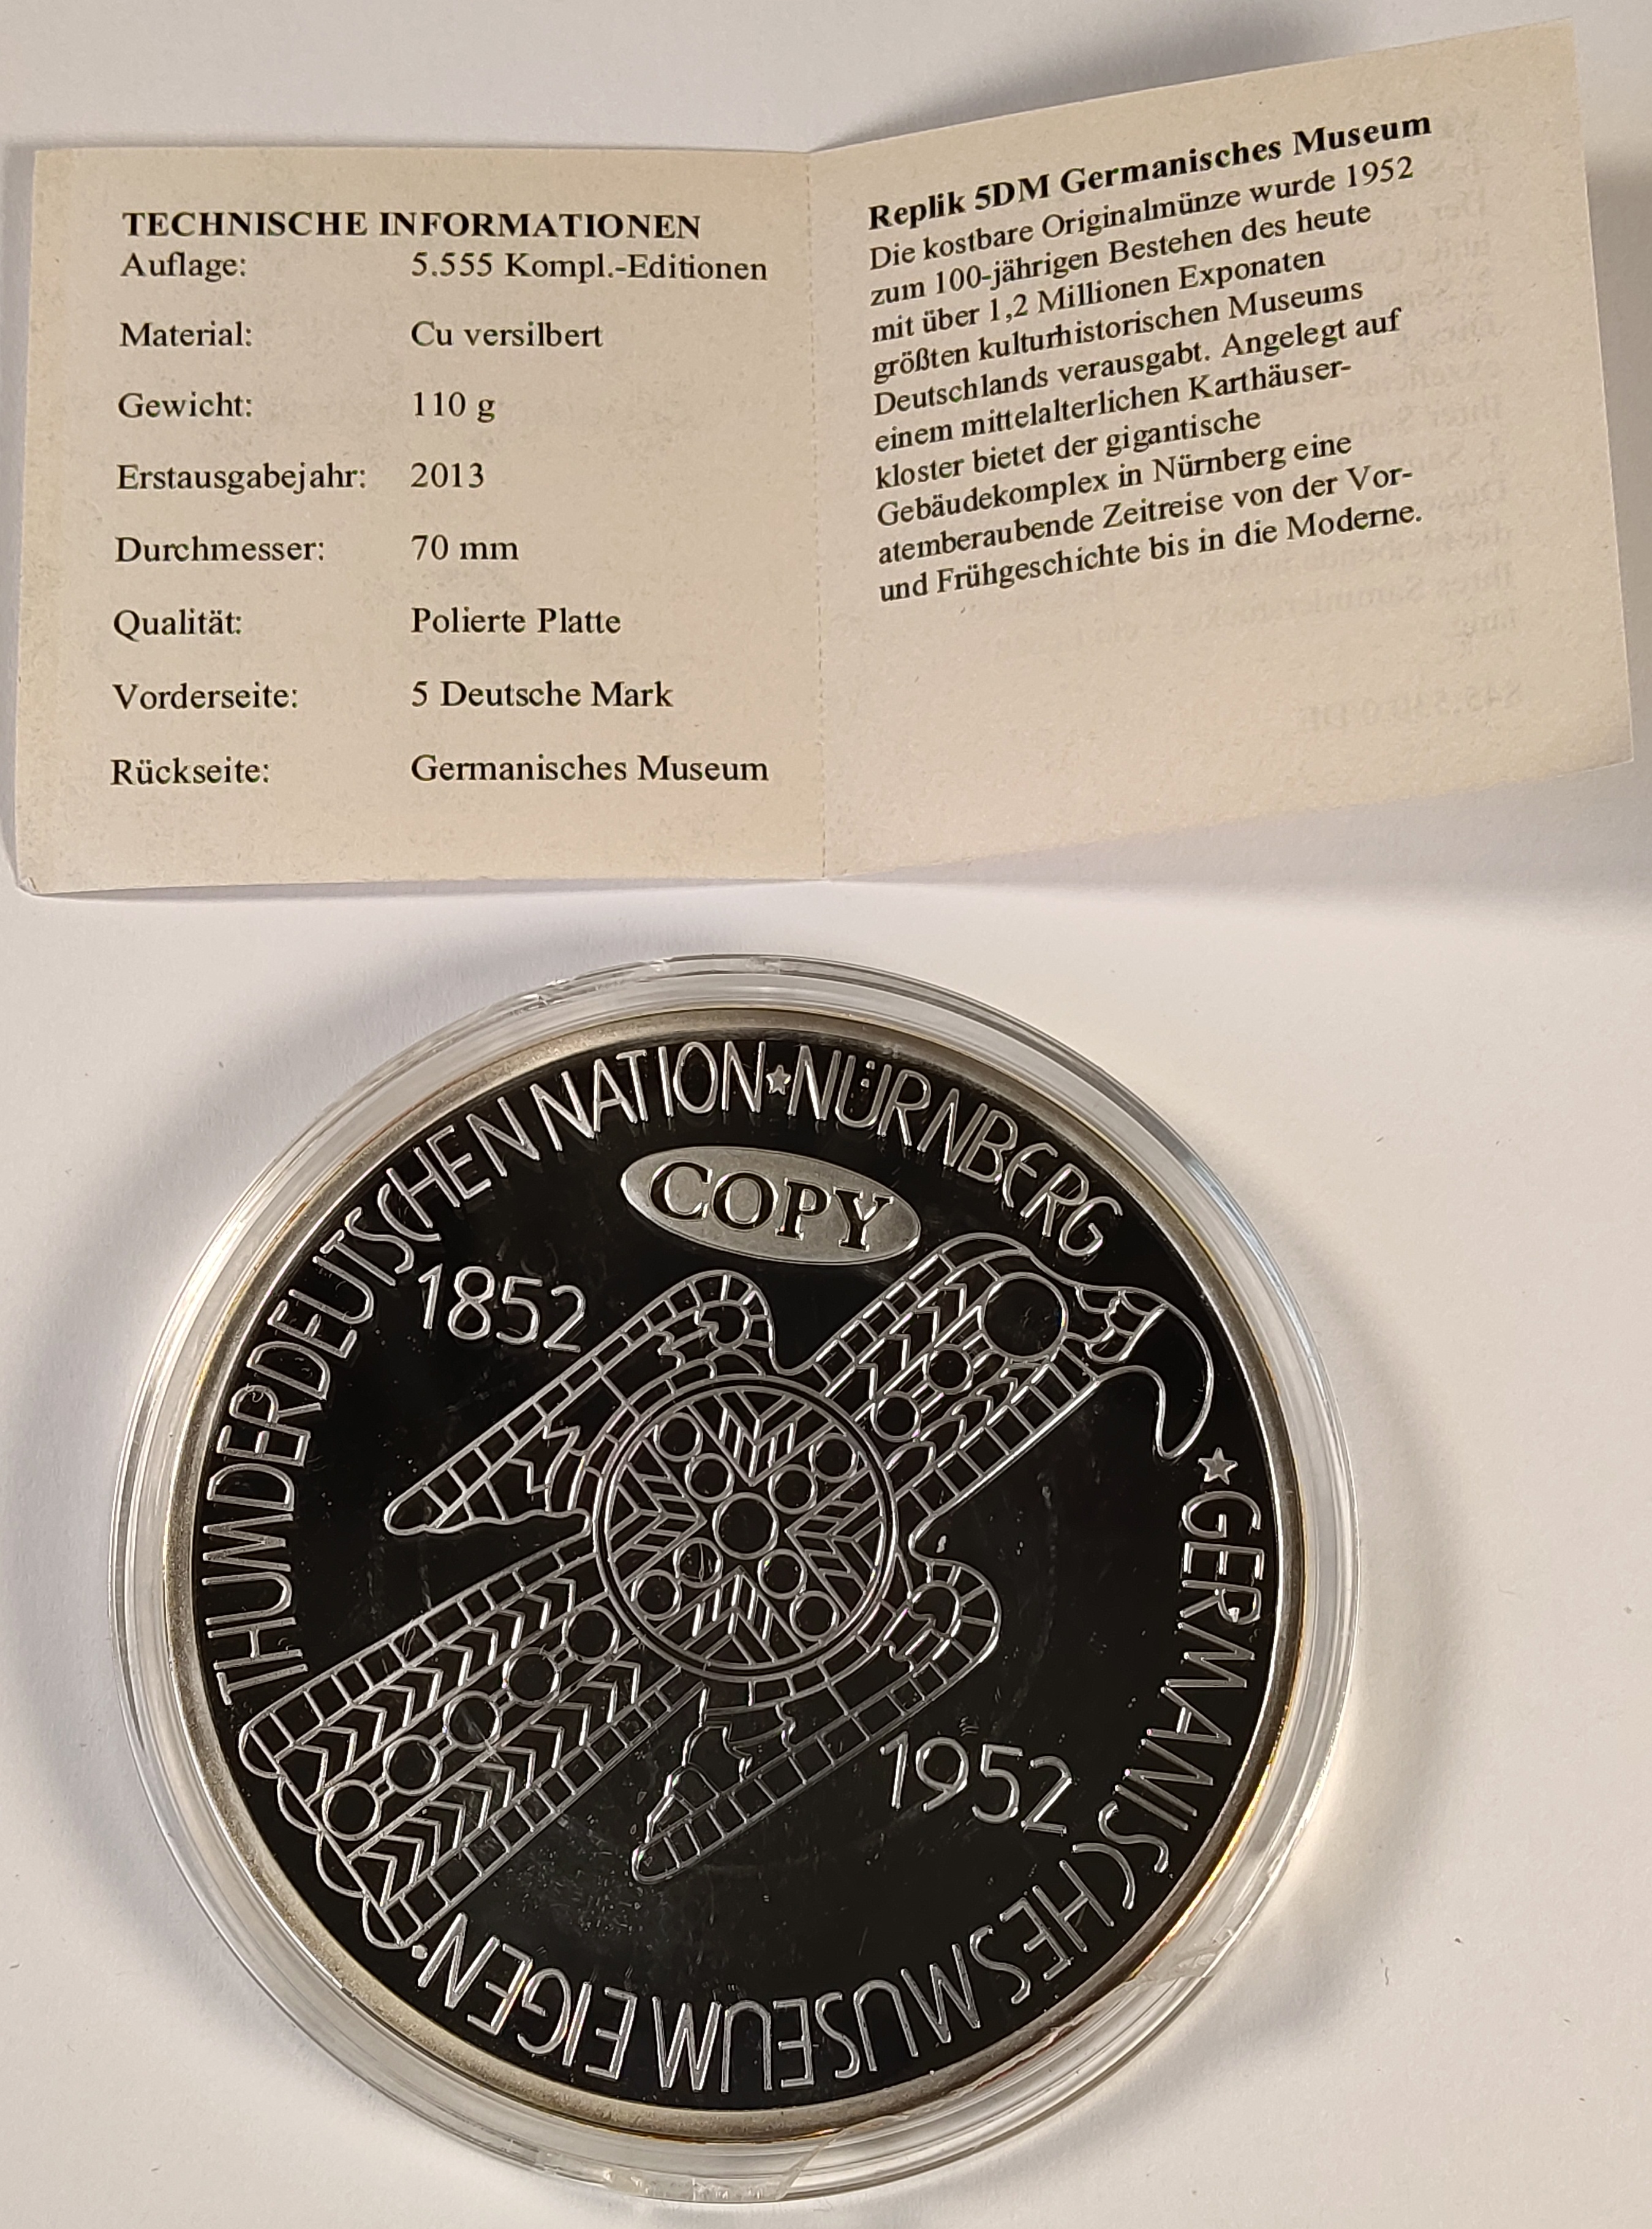 TECHNISCHE INFORMATIONEN
Auflage: 5.555 Kompl.-Editionen
Material: Cu versilbert
Gewicht: 110 g
Erstausgabejahr: 2013
Durchmesser: 70 mm
Qualität: Polierte Platte
Vorderseite: 5 Deutsche Mark
Rückseite: Germanisches Museum
Replik 5DM Germanisches Museum
Die kostbare Originalmünze wurde 1952
zum 100-jährigen Bestehen des heute
mit über 1,2 Millionen Exponaten
größten kulturhistorischen Museums
Deutschlands verausgabt. Angelegt auf
einem mittelalterlichen Karthäuser-
kloster bietet der gigantische
Gebäudekomplex in Nürnberg eine
atemberaubende Zeitreise von der Vor-
und Frühgeschichte bis in die Moderne.
THUM DER DEUTSCHEN NATION ★ NÜRNBERG ★ GERMANISCHES MUSEUM EIGEN
COPY
1852
1952